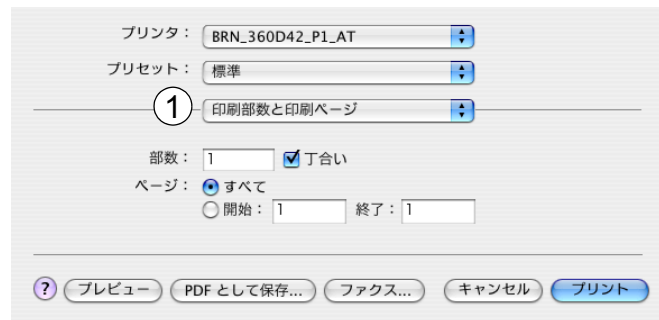 プリンタ： BRN_360D42_P1_AT
プリセット： 標準
1 印刷部数と印刷ページ
部数： 1 丁合い
ページ： すべて
開始： 1 終了： 1
? プレビュー PDF として保存... ファクス... キャンセル プリント